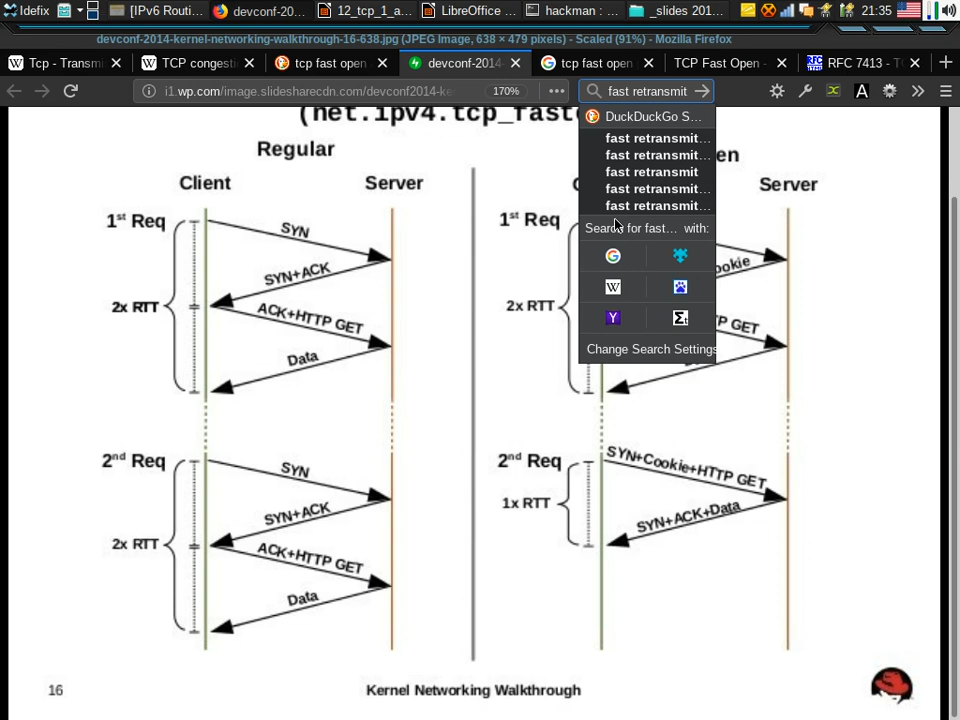 Idefix
[IPv6 Routi...
devconf-20...
12_tcp_1_a...
LibreOffice ...
hackman : ...
_slides 201...
21:35
devconf-2014-kernel-networking-walkthrough-16-638.jpg (JPEG Image, 638 × 479 pixels) - Scaled (91%) - Mozilla Firefox
Tcp - Transmi
TCP congesti
tcp fast open
devconf-2014-
tcp fast open
TCP Fast Open -
RFC 7413 - TC
i1.wp.com/image.slidesharecdn.com/devconf2014-ke
170%
fast retransmit
DuckDuckGo S...
fast retransmit...
fast retransmit...
fast retransmit
fast retransmit...
fast retransmit...
Search for fast... with:
Change Search Settings
(net.ipv4.tcp_fast
Regular
en
Client
Server
C
Server
1st Req
SYN
SYN+ACK
2x RTT
ACK+HTTP GET
Data
1st Req
ookie
2x RTT
P GET
2nd Req
SYN
SYN+ACK
2x RTT
ACK+HTTP GET
Data
2nd Req
SYN+Cookie+HTTP GET
1x RTT
SYN+ACK+Data
16
Kernel Networking Walkthrough